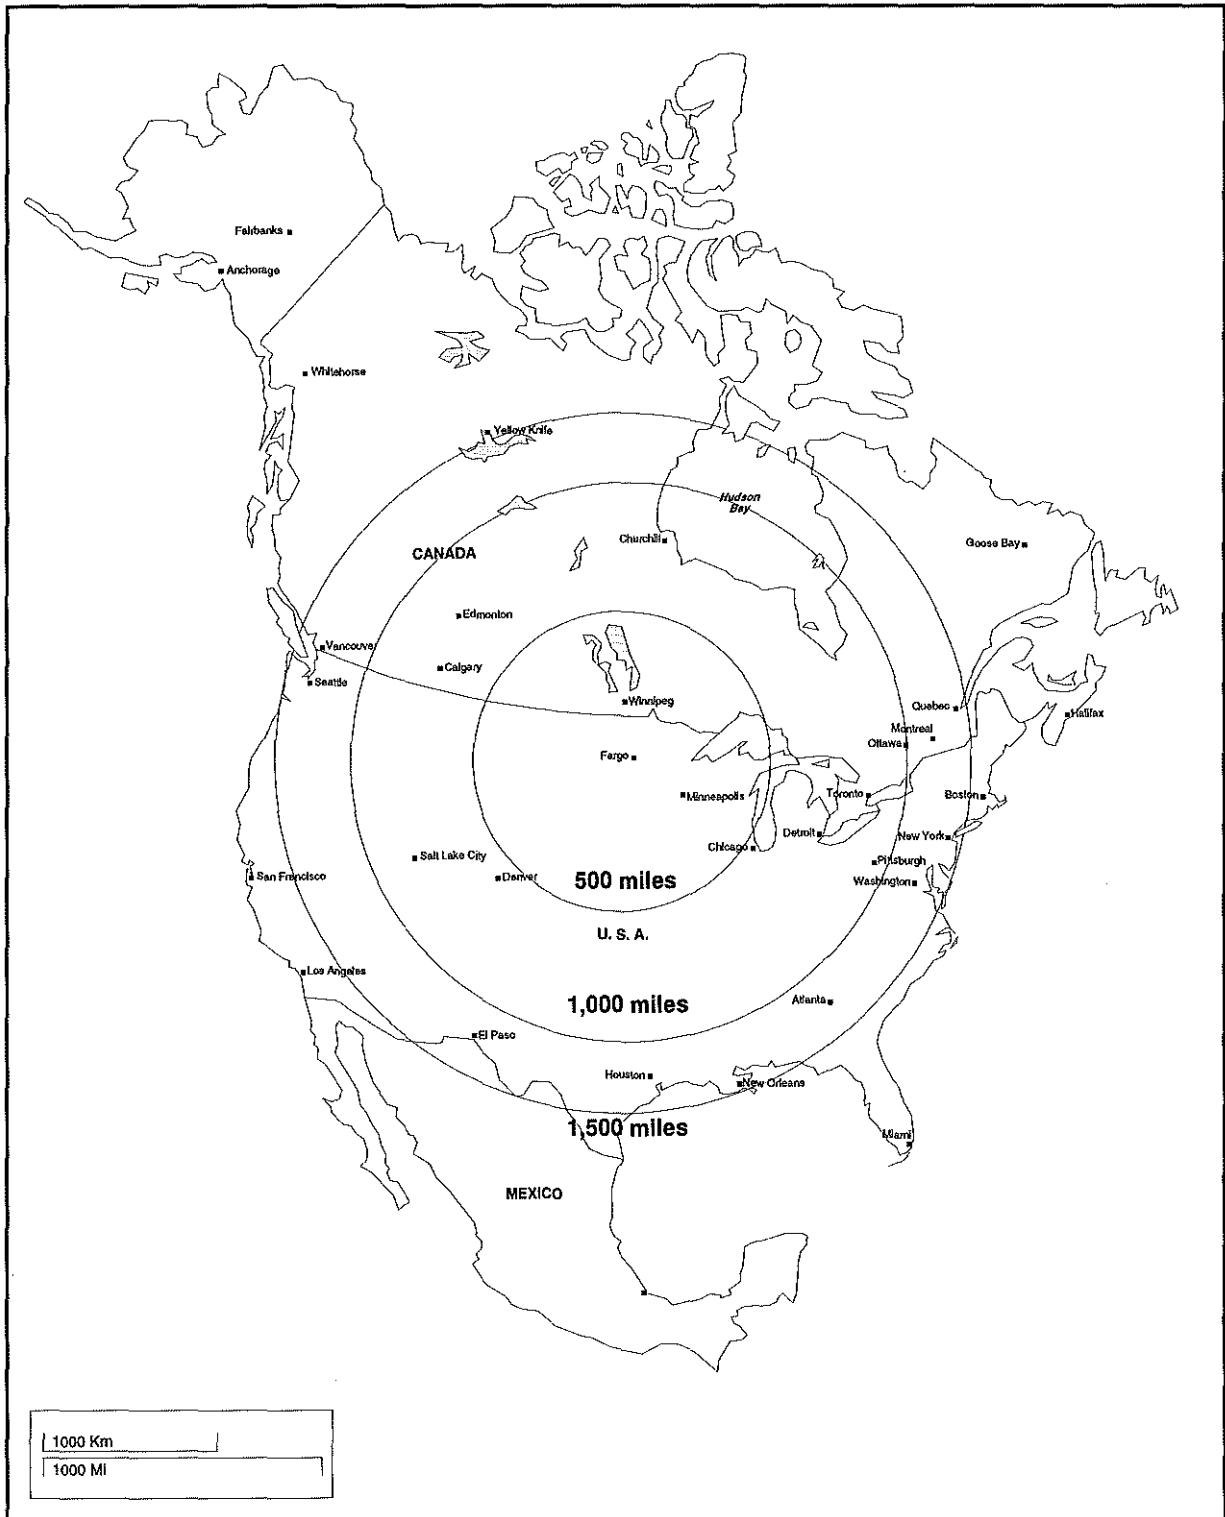 Fairbanks
Anchorage
Whitehorse
Yellow Knife
Hudson
Bay
Churchill
Goose Bay
CANADA
Edmonton
Vancouver
Calgary
Seattle
Winnipeg
Quebec
Halifax
Montreal
Ottawa
Fargo
Minneapolis
Toronto
Boston
Detroit
New York
Chicago
Salt Lake City
Pittsburgh
San Francisco
Denver
500 miles
Washington
U. S. A.
Los Angeles
1,000 miles
Atlanta
El Paso
Houston
New Orleans
1,500 miles
Miami
MEXICO
1000 Km
1000 MI